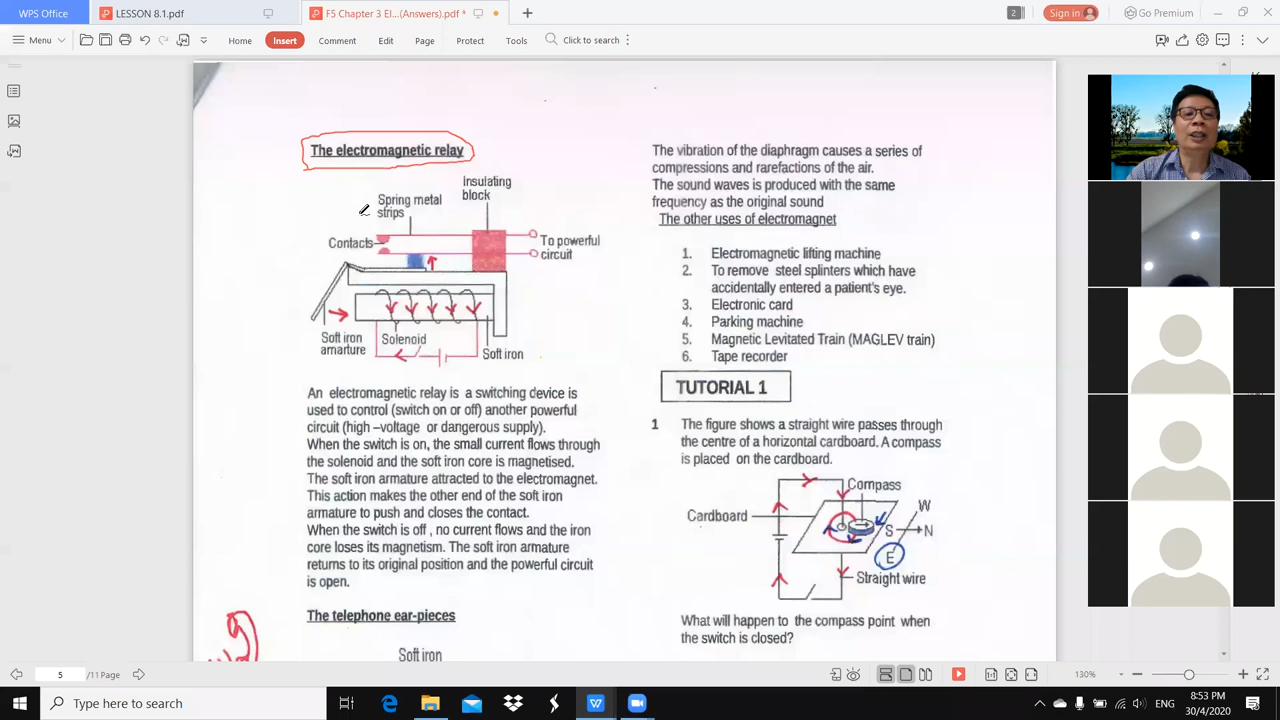 WPS Office
LESSON 8.1.pdf
F5 Chapter 3 El...(Answers).pdf *
2
Sign in
Go Premium
Menu
Home
Insert
Comment
Edit
Page
Protect
Tools
Click to search
The electromagnetic relay
Insulating
block
Spring metal
strips
Contacts
To powerful
circuit
Soft iron
armarture
Solenoid
Soft iron
An electromagnetic relay is a switching device is
used to control (switch on or off) another powerful
circuit (high –voltage or dangerous supply).
When the switch is on, the small current flows through
the solenoid and the soft iron core is magnetised.
The soft iron armature attracted to the electromagnet.
This action makes the other end of the soft iron
armature to push and closes the contact.
When the switch is off , no current flows and the iron
core loses its magnetism. The soft iron armature
returns to its original position and the powerful circuit
is open.
The telephone ear-pieces
Soft iron
The vibration of the diaphragm causes a series of
compressions and rarefactions of the air.
The sound waves is produced with the same
frequency as the original sound
The other uses of electromagnet
1. Electromagnetic lifting machine
2. To remove steel splinters which have
accidentally entered a patient's eye.
3. Electronic card
4. Parking machine
5. Magnetic Levitated Train (MAGLEV train)
6. Tape recorder
TUTORIAL 1
1 The figure shows a straight wire passes through
the centre of a horizontal cardboard. A compass
is placed on the cardboard.
Compass
W
Cardboard
S
N
E
Straight wire
What will happen to the compass point when
the switch is closed?
5 /11 Page
130%
Type here to search
ENG
8:53 PM
30/4/2020